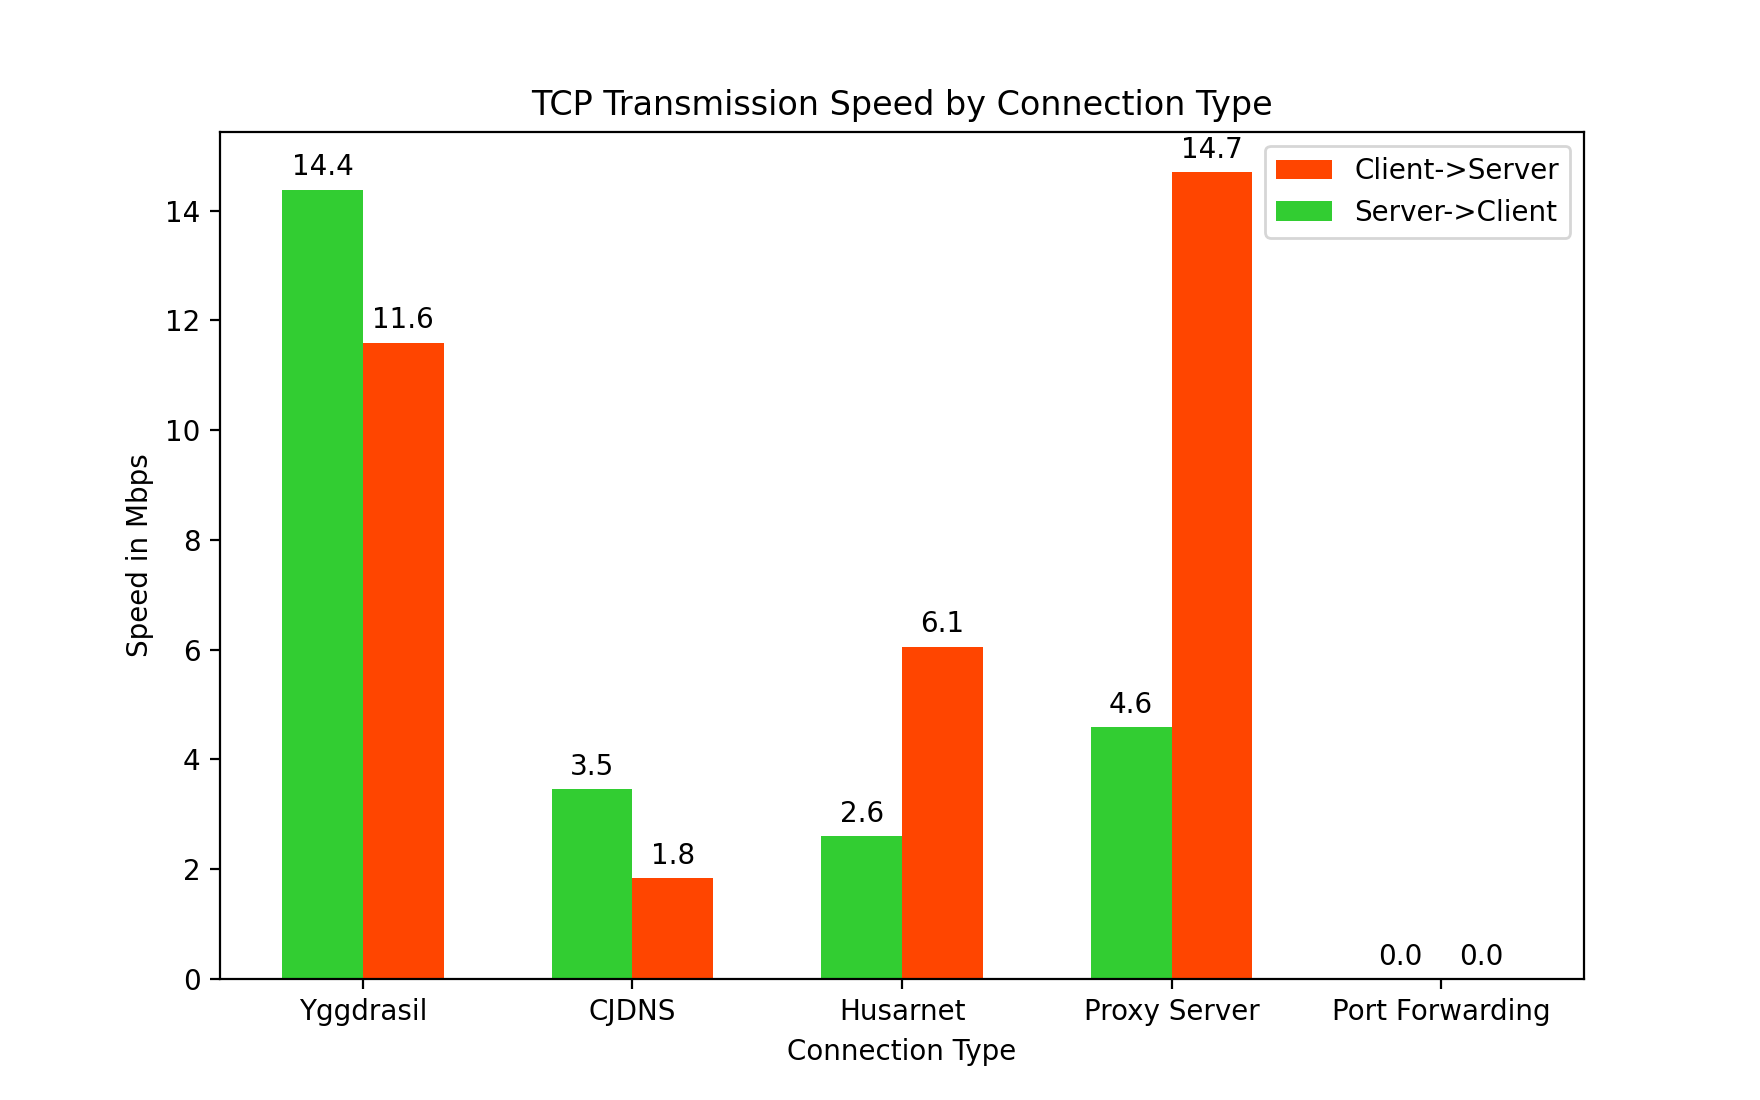 TCP Transmission Speed by Connection Type
14.7
14.4
Client->Server
Server->Client
14
12
11.6
10
Speed in Mbps
8
6
6.1
4.6
4
3.5
2.6
2
1.8
0.0 0.0
0
Yggdrasil CJDNS Husarnet Proxy Server Port Forwarding
Connection Type